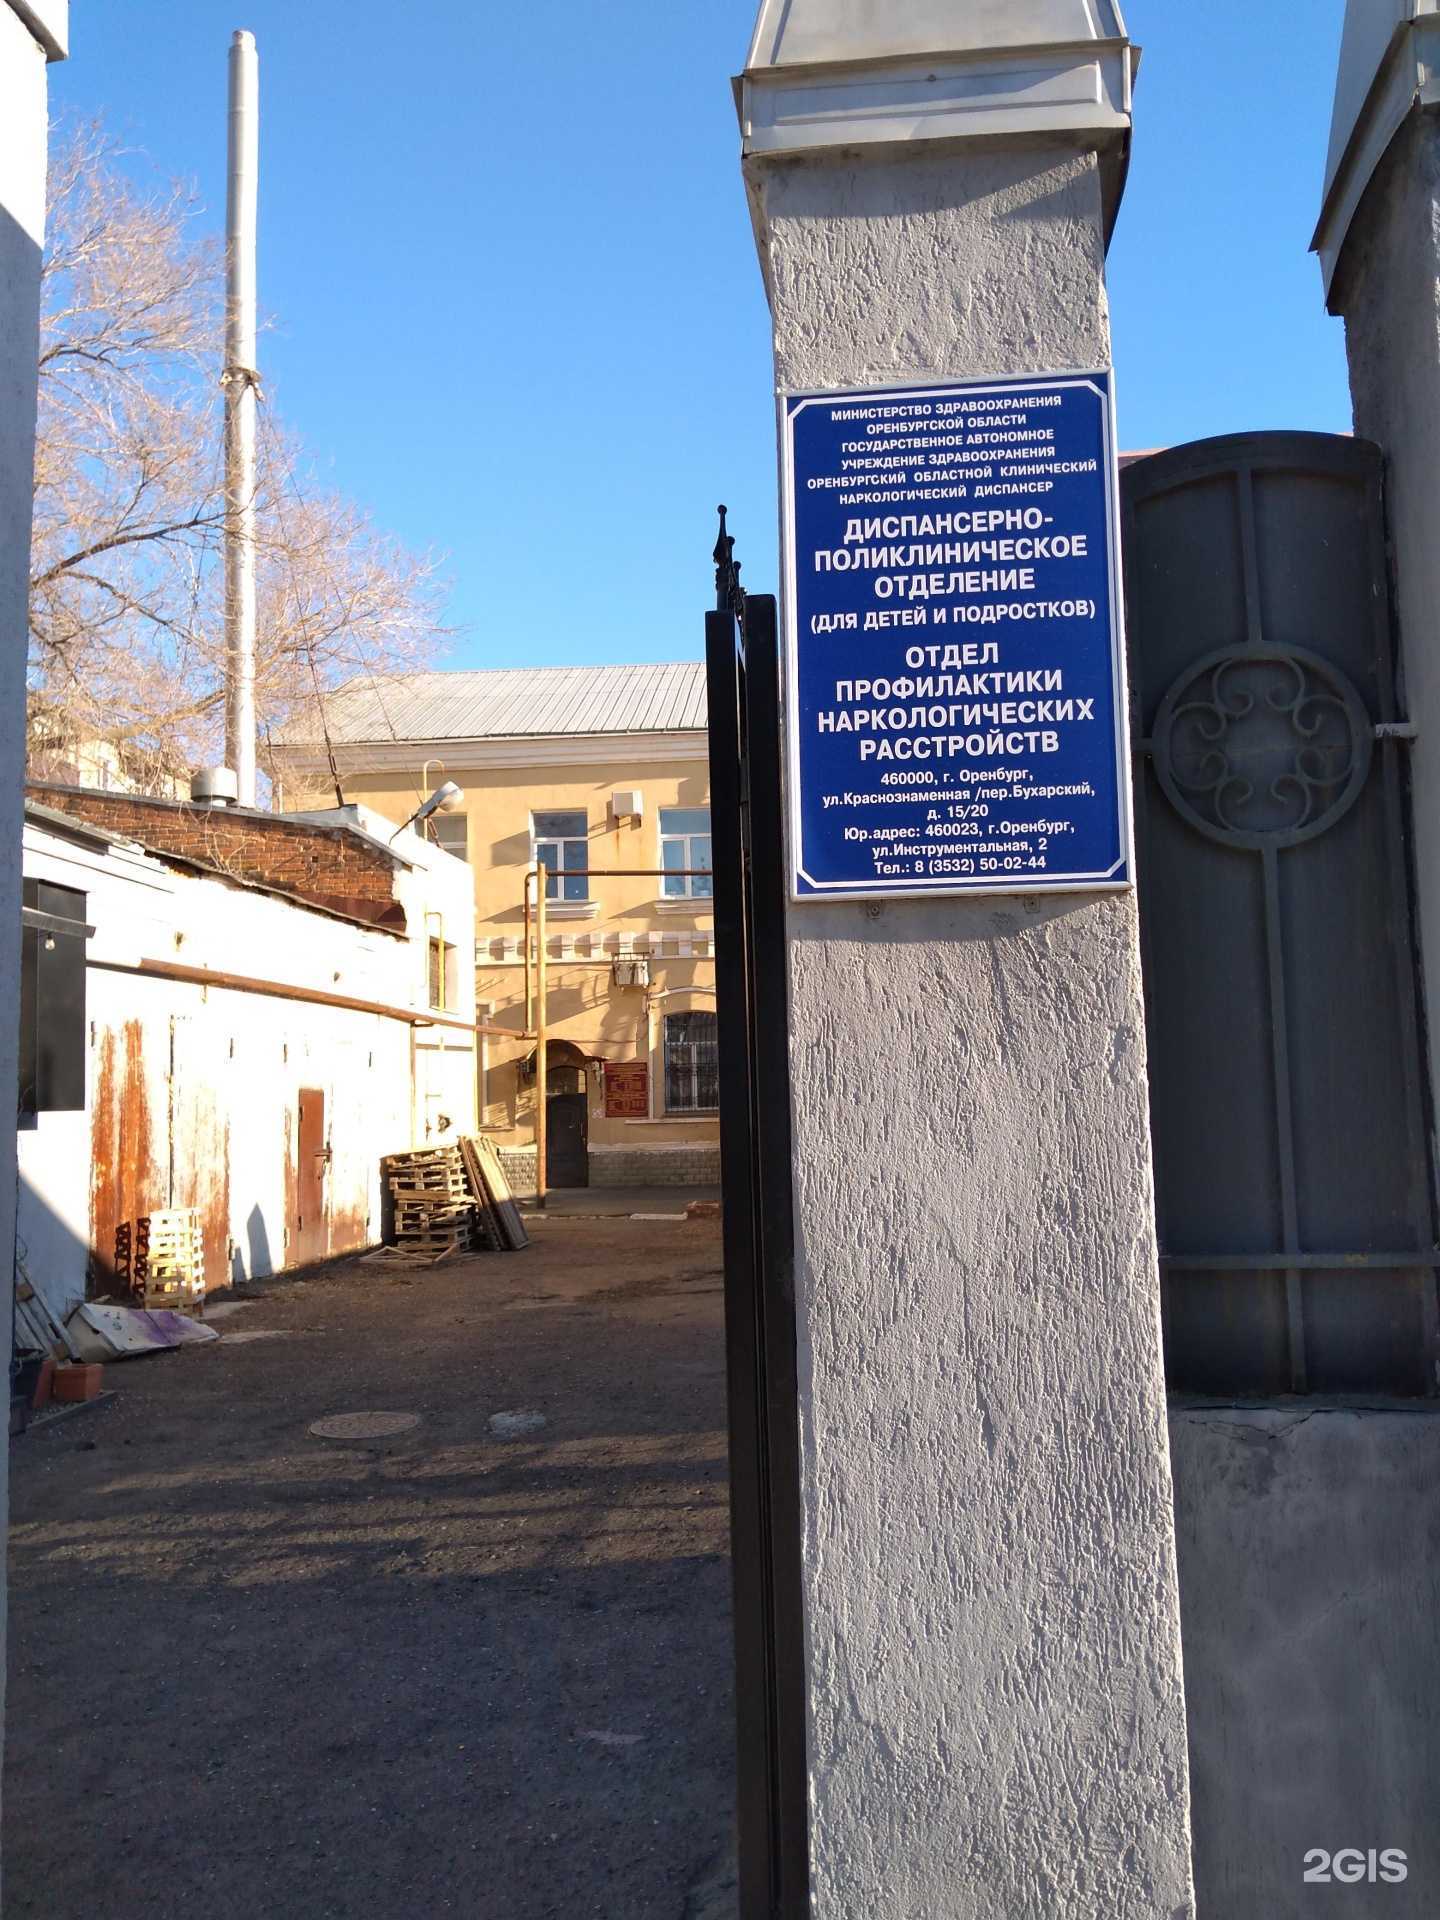 МИНИСТЕРСТВО ЗДРАВООХРАНЕНИЯ
ОРЕНБУРГСКОЙ ОБЛАСТИ
ГОСУДАРСТВЕННОЕ АВТОНОМНОЕ
УЧРЕЖДЕНИЕ ЗДРАВООХРАНЕНИЯ
ОРЕНБУРГСКИЙ ОБЛАСТНОЙ КЛИНИЧЕСКИЙ
НАРКОЛОГИЧЕСКИЙ ДИСПАНСЕР
ДИСПАНСЕРНО-
ПОЛИКЛИНИЧЕСКОЕ
ОТДЕЛЕНИЕ
(ДЛЯ ДЕТЕЙ И ПОДРОСТКОВ)
ОТДЕЛ
ПРОФИЛАКТИКИ
НАРКОЛОГИЧЕСКИХ
РАССТРОЙСТВ
460000, г. Оренбург,
ул.Краснознаменная /пер.Бухарский,
д. 15/20
Юр.адрес: 460023, г.Оренбург,
ул.Инструментальная, 2
Тел.: 8 (3532) 50-02-44
2GIS